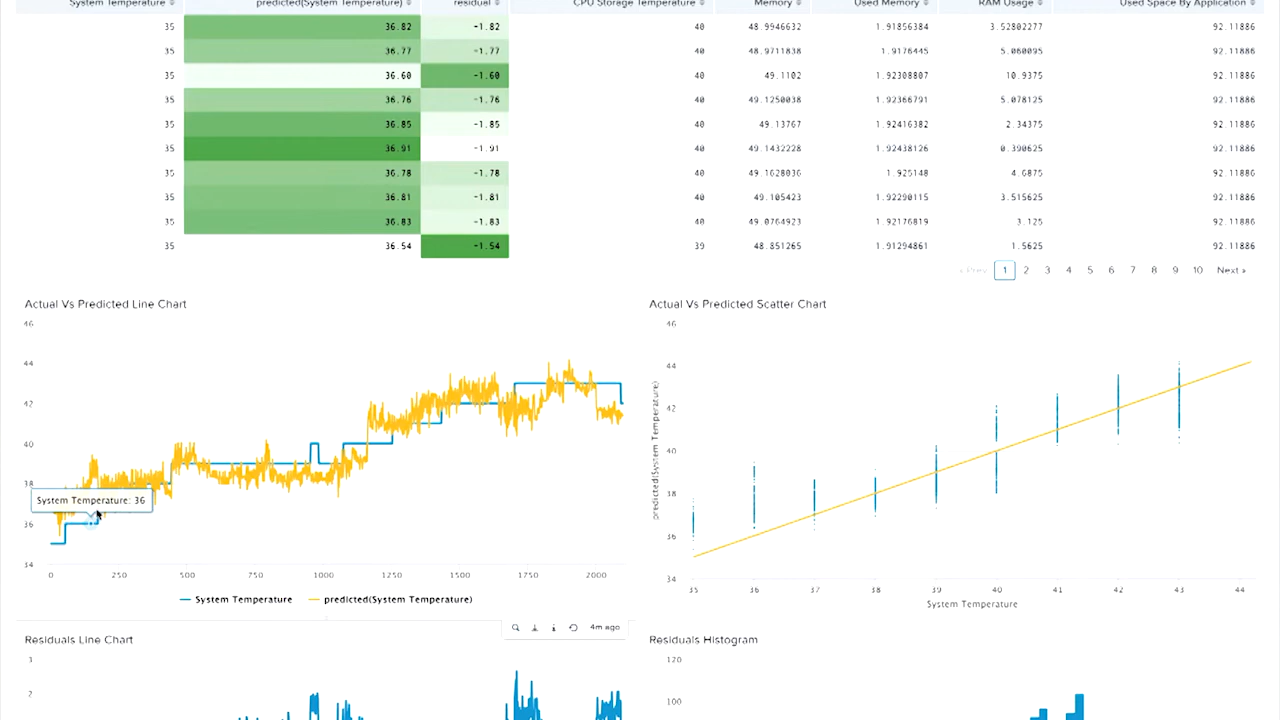 System Temperature predicted(System Temperature) residual CPU Storage Temperature Memory Used Memory RAM Usage Used Space By Application
35 36.82 -1.82 40 48.9946632 1.91856384 3.52802277 92.11886
35 36.77 -1.77 40 48.9711838 1.9176445 5.060095 92.11886
35 36.60 -1.60 40 49.1102 1.92308807 10.9375 92.11886
35 36.76 -1.76 40 49.1250038 1.92366791 5.078125 92.11886
35 36.85 -1.85 40 49.13767 1.92416382 2.34375 92.11886
35 36.91 -1.91 40 49.1432228 1.92438126 0.390625 92.11886
35 36.78 -1.78 40 49.1628036 1.925148 4.6875 92.11886
35 36.81 -1.81 40 49.105423 1.92290115 3.515625 92.11886
35 36.83 -1.83 40 49.0764923 1.92176819 3.125 92.11886
35 36.54 -1.54 39 48.851265 1.91294861 1.5625 92.11886
« Prev 1 2 3 4 5 6 7 8 9 10 Next »
Actual Vs Predicted Line Chart
46
44
42
40
38
36
34
System Temperature: 36
0 250 500 750 1000 1250 1500 1750 2000
System Temperature predicted(System Temperature)
Actual Vs Predicted Scatter Chart
predicted(System Temperature)
46
44
42
40
38
36
34
35 36 37 38 39 40 41 42 43 44
System Temperature
4m ago
Residuals Line Chart
3
2
Residuals Histogram
120
100